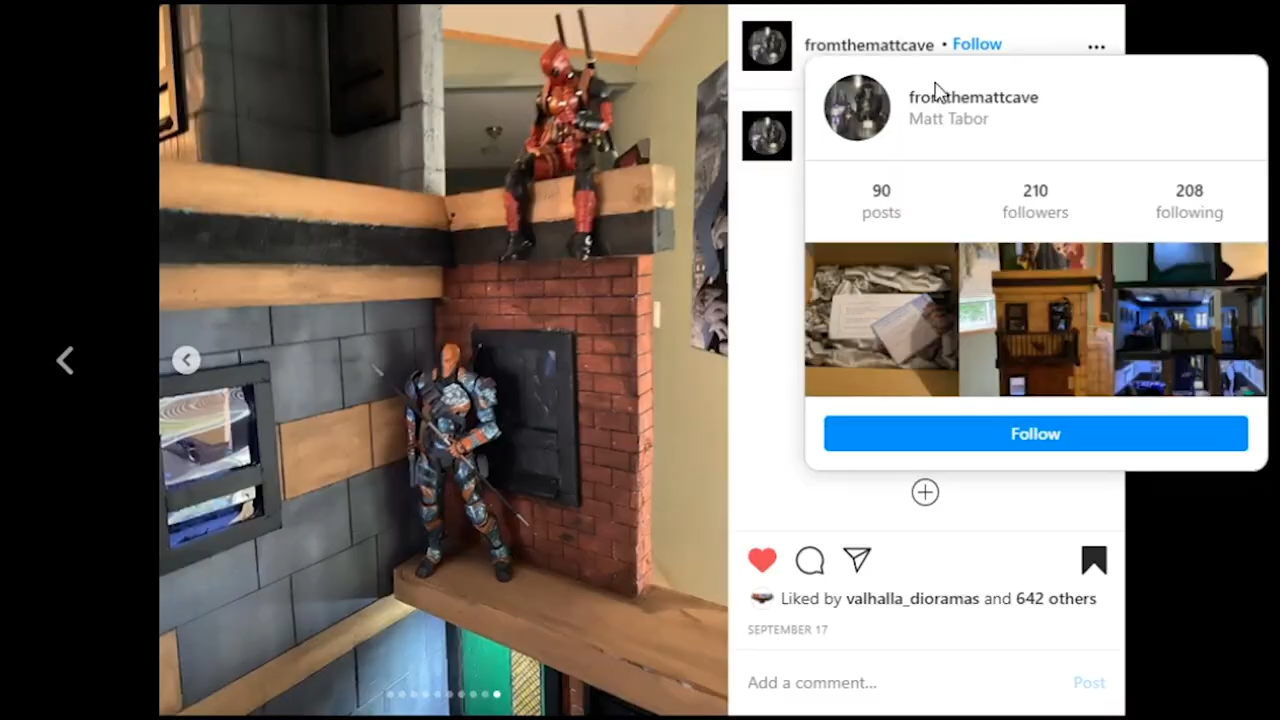 fromthemattcave • Follow
fromthemattcave
Matt Tabor
90 210 208
posts followers following
Follow
Liked by valhalla_dioramas and 642 others
SEPTEMBER 17
Add a comment... Post